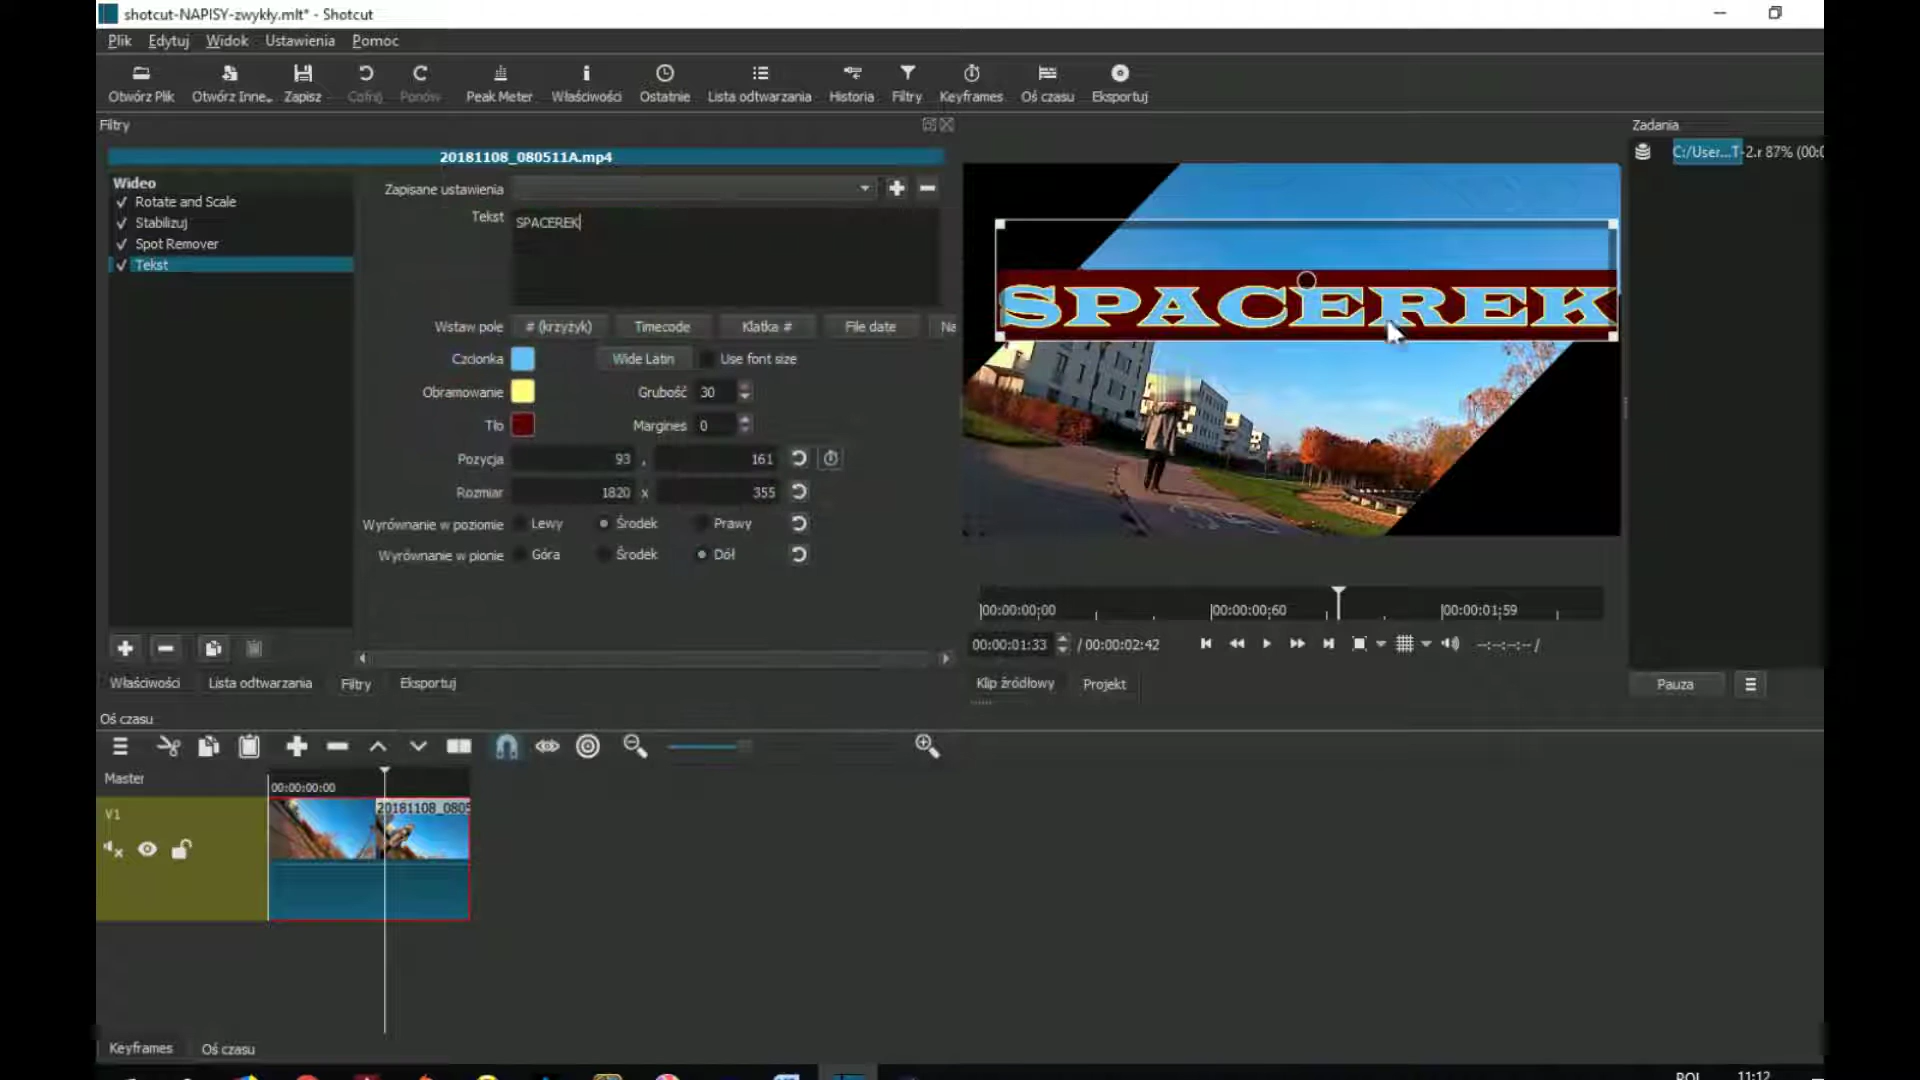 shotcut-NAPISY-zwykły.mlt* - Shotcut
Plik Edytuj Widok Ustawienia Pomoc
Otwórz Plik Otwórz Inne... Zapisz Cofnij Ponów Peak Meter Właściwości Ostatnie Lista odtwarzania Historia Filtry Keyframes Oś czasu Eksportuj
Filtry
Zadania
20181108_080511A.mp4
C:/User...T-2.r 87% (00:0
Wideo
Rotate and Scale
Stabilizuj
Spot Remover
Tekst
Zapisane ustawienia
Tekst SPACEREK
Wstaw pole # (krzyżyk) Timecode Klatka # File date Na
Czcionka Wide Latin Use font size
Obramowanie Grubość 30
Tło Margines 0
Pozycja 93 , 161
Rozmiar 1820 x 355
Wyrównanie w poziomie Lewy Środek Prawy
Wyrównanie w pionie Góra Środek Dół
SPACEREK
00:00:00;00 00:00:00;60 00:00:01;59
00:00:01:33 / 00:00:02:42 --:--:--:-- /
Właściwości Lista odtwarzania Filtry Eksportuj
Klip źródłowy Projekt
Pauza
Oś czasu
Master
00:00:00:00
V1
20181108_0805
Keyframes Oś czasu
POL 11:12